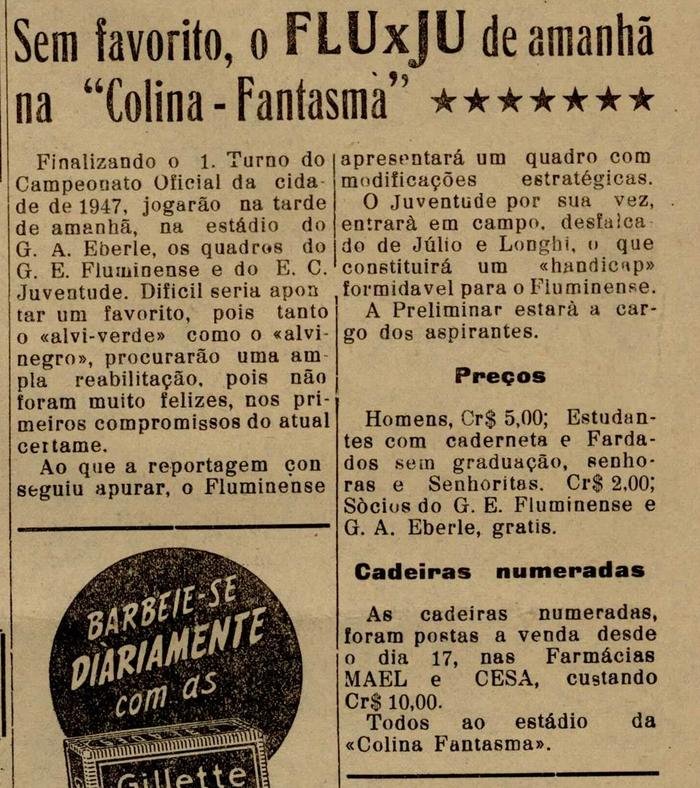 Sem favorito, o FLUxJU de amanhã
na "Colina-Fantasma" ★★★★★★★
Finalizando o 1. Turno do
Campeonato Oficial da cida-
de de 1947, jogarão na tarde
de amanhã, na estádio do
G. A. Eberle, os quadros do
G. E. Fluminense e do E. C.
Juventude. Dificil seria apon
tar um favorito, pois tanto
o «alvi-verde» como o «alvi-
negro», procurarão uma am-
pla reabilitação, pois não
foram muito felizes, nos pri-
meiros compromissos do atual
certame.
Ao que a reportagem con
seguiu apurar, o Fluminense
apresentará um quadro com
modificações estratégicas.
O Juventude por sua vez,
entrará em campo, desfalca-
do de Júlio e Longhi, o que
constituirá um «handicap»
formidavel para o Fluminense.
A Preliminar estará a car-
go dos aspirantes.
Preços
Homens, Cr$ 5,00; Estudan-
tes com caderneta e Farda-
dos sem graduação, senho-
ras e Senhoritas. Cr$ 2,00;
Sòcios do G. E. Fluminense e
G. A. Eberle, gratis.
Cadeiras numeradas
As cadeiras numeradas,
foram postas a venda desde
o dia 17, nas Farmácias
MAEL e CESA, custando
Cr$ 10,00.
Todos ao estádio da
«Colina Fantasma».
BARBEIE-SE
DIARIAMENTE
com as
Gillette